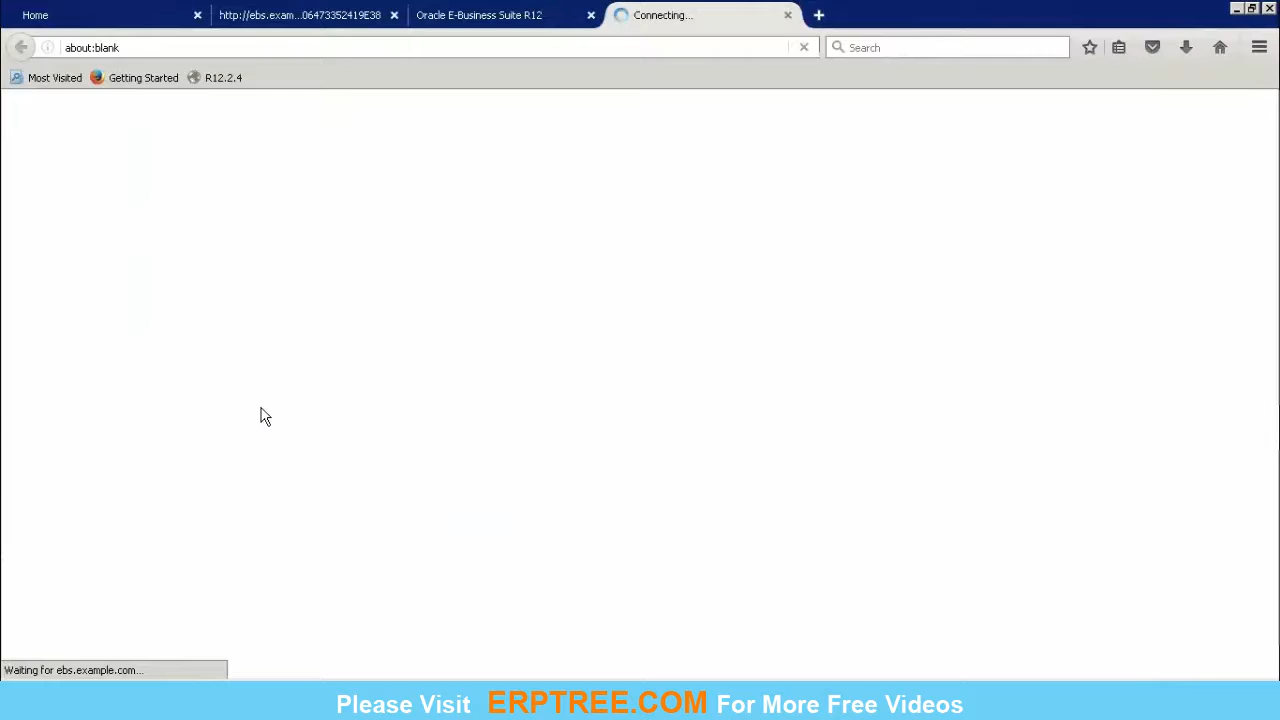 Home
http://ebs.exam...06473352419E38
Oracle E-Business Suite R12
Connecting...
about:blank
Search
Most Visited
Getting Started
R12.2.4
Waiting for ebs.example.com...
Please Visit ERPTREE.COM For More Free Videos